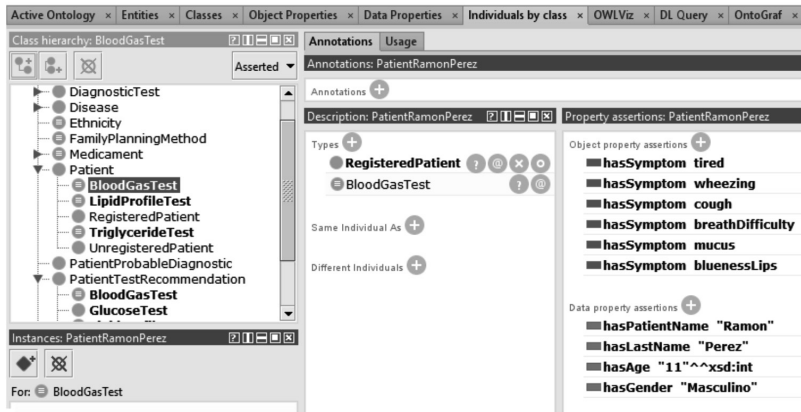 Active Ontology × Entities × Classes × Object Properties × Data Properties × Individuals by class × OWLViz × DL Query × OntoGraf ×
Class hierarchy: BloodGasTest
Asserted
DiagnosticTest
Disease
Ethnicity
FamilyPlanningMethod
Medicament
Patient
BloodGasTest
LipidProfileTest
RegisteredPatient
TriglycerideTest
UnregisteredPatient
PatientProbableDiagnostic
PatientTestRecommendation
BloodGasTest
GlucoseTest
Instances: PatientRamonPerez
For: BloodGasTest
Annotations Usage
Annotations: PatientRamonPerez
Annotations
Description: PatientRamonPerez
Types
RegisteredPatient
BloodGasTest
Same Individual As
Different Individuals
Property assertions: PatientRamonPerez
Object property assertions
hasSymptom tired
hasSymptom wheezing
hasSymptom cough
hasSymptom breathDifficulty
hasSymptom mucus
hasSymptom bluenessLips
Data property assertions
hasPatientName "Ramon"
hasLastName "Perez"
hasAge "11"^^xsd:int
hasGender "Masculino"